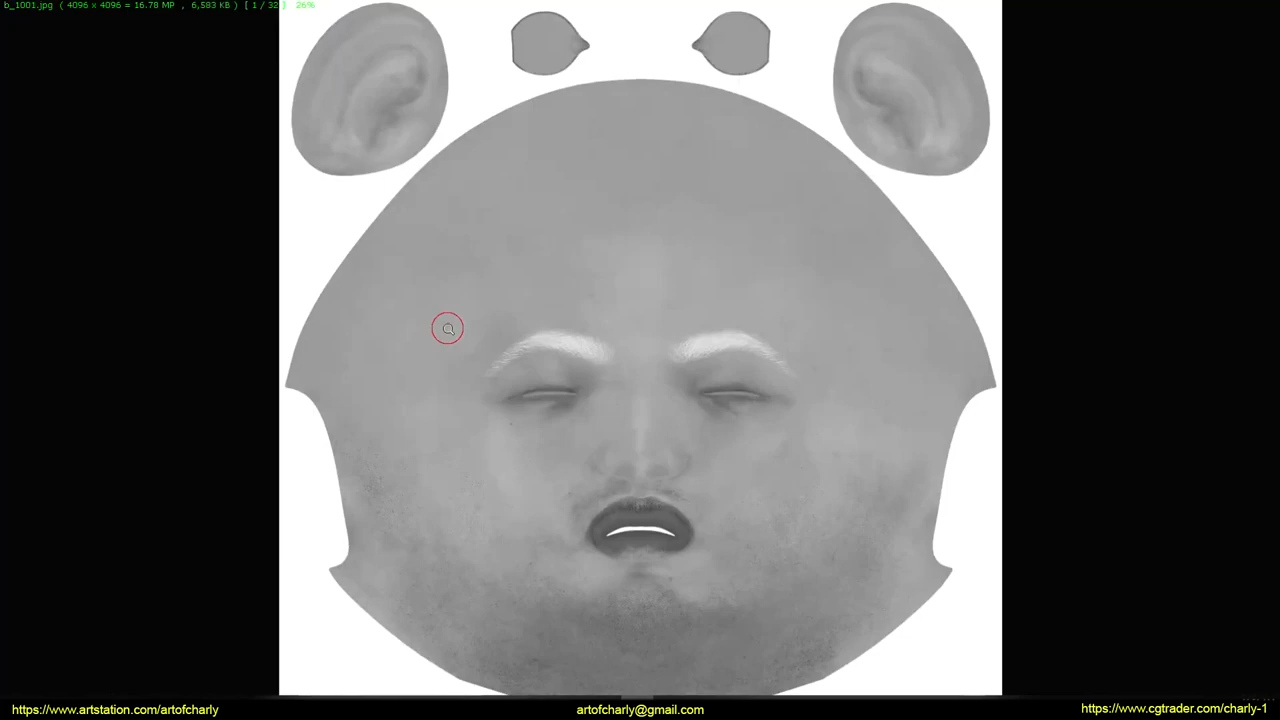 b_1001.jpg ( 4096 x 4096 = 16.78 MP , 6,583 KB ) [ 1 / 32 ] 26%
https://www.artstation.com/artofcharly artofcharly@gmail.com https://www.cgtrader.com/charly-1